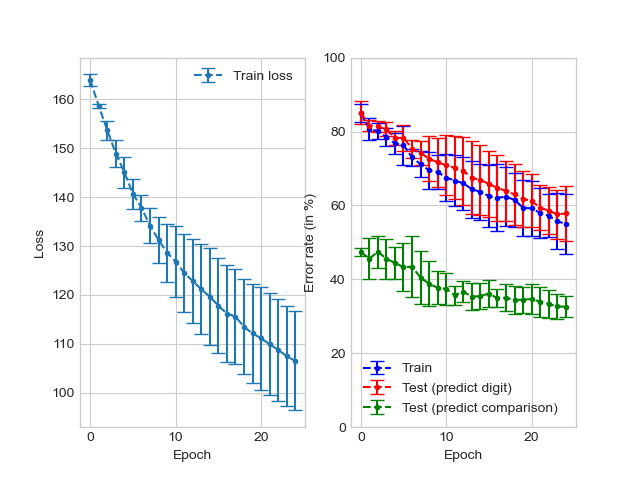 Train loss
160
150
140
130
120
110
100
Loss
0
10
20
Epoch
100
80
60
40
20
0
Error rate (in %)
Train
Test (predict digit)
Test (predict comparison)
0
10
20
Epoch